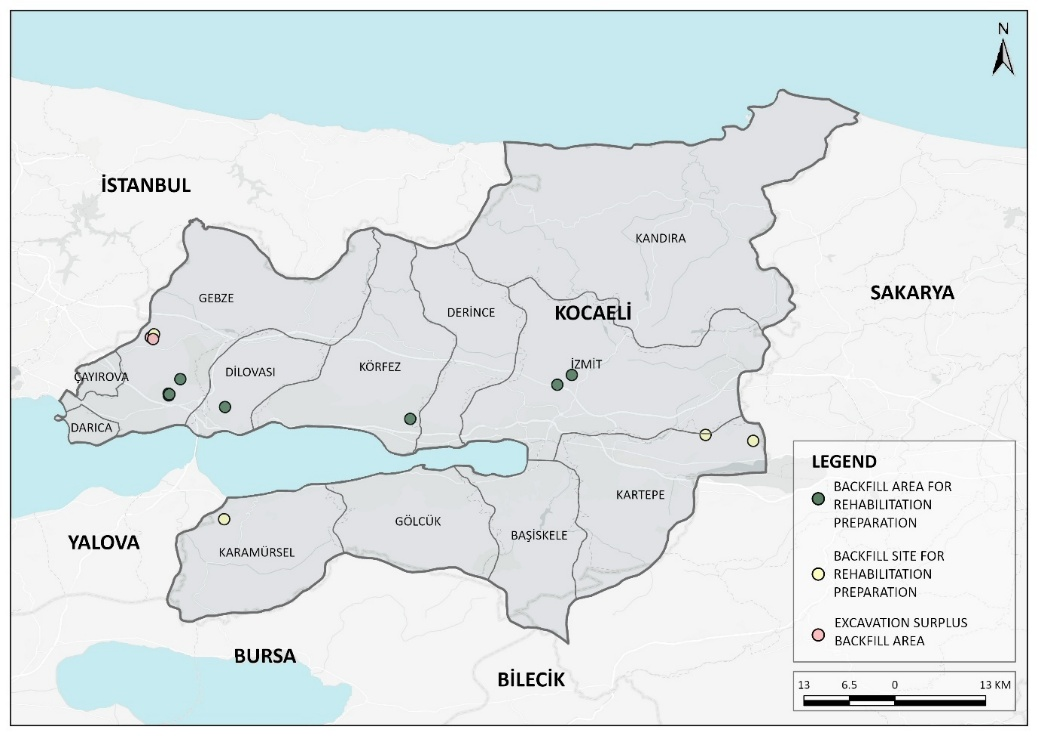 N
İSTANBUL
KANDIRA
SAKARYA
GEBZE
DERİNCE
KOCAELİ
İZMİT
KÖRFEZ
DİLOVASI
ÇAYIROVA
DARICA
LEGEND
BACKFILL AREA FOR
REHABILITATION
PREPARATION
BACKFILL SITE FOR
REHABILITATION
PREPARATION
EXCAVATION SURPLUS
BACKFILL AREA
KARTEPE
GÖLCÜK
BAŞİSKELE
YALOVA
KARAMÜRSEL
BURSA
BİLECİK
13 6.5 0 13 KM